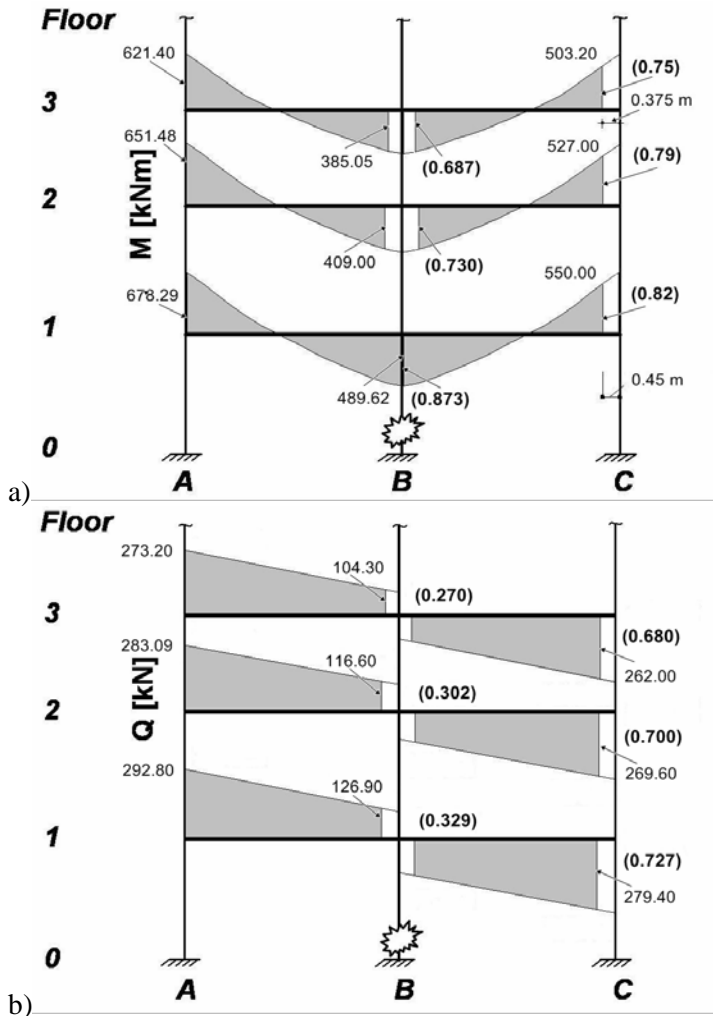 Floor
621.40
503.20
(0.75)
3
0.375 m
385.05
(0.687)
651.48
527.00
(0.79)
2
M [kNm]
409.00
(0.730)
678.29
550.00
(0.82)
1
489.62
(0.873)
0.45 m
0
A
B
C
a)
Floor
273.20
104.30
(0.270)
3
(0.680)
283.09
116.60
262.00
Q [kN]
2
(0.302)
(0.700)
292.80
126.90
269.60
1
(0.329)
(0.727)
279.40
0
A
B
C
b)